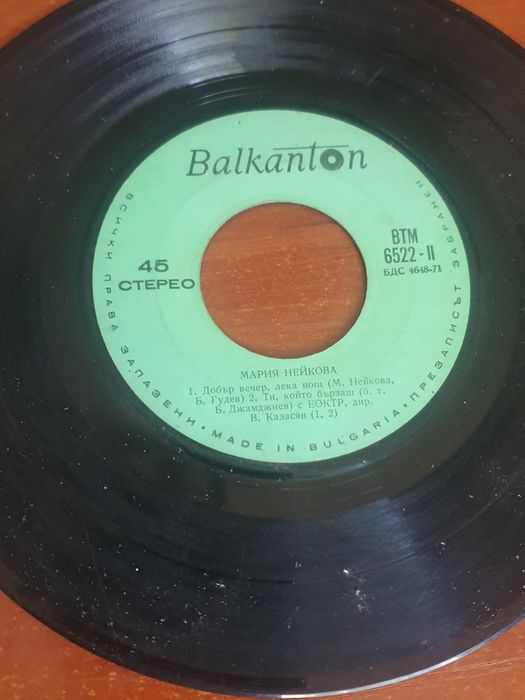 Balkanton
45
СТЕРЕО
ВТМ
6522-II
БДС 4648-71
МАРИЯ НЕЙКОВА
1. Добър вечер, лека нощ (М. Нейкова,
Б. Гудев) 2. Ти, който бързаш (б. т.
Б. Джамджиев) с ЕОКТР, дир.
В. Казасян (1, 2)
ВСИЧКИ ПРАВА ЗАПАЗЕНИ • MADE IN BULGARIA • ПРЕЗАПИСЪТ ЗАБРАНЕН